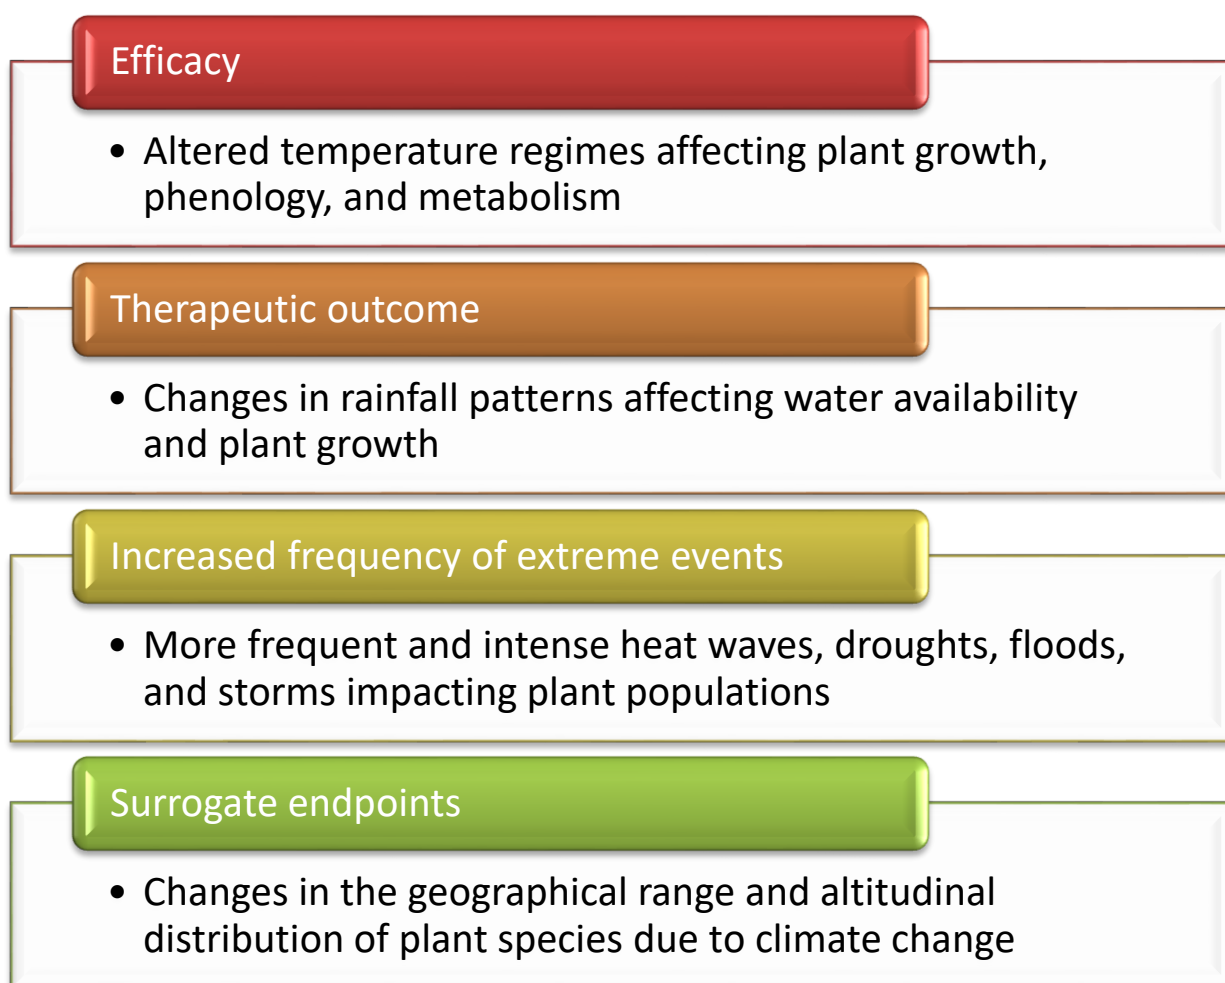 Efficacy
• Altered temperature regimes affecting plant growth,
phenology, and metabolism
Therapeutic outcome
• Changes in rainfall patterns affecting water availability
and plant growth
Increased frequency of extreme events
• More frequent and intense heat waves, droughts, floods,
and storms impacting plant populations
Surrogate endpoints
• Changes in the geographical range and altitudinal
distribution of plant species due to climate change